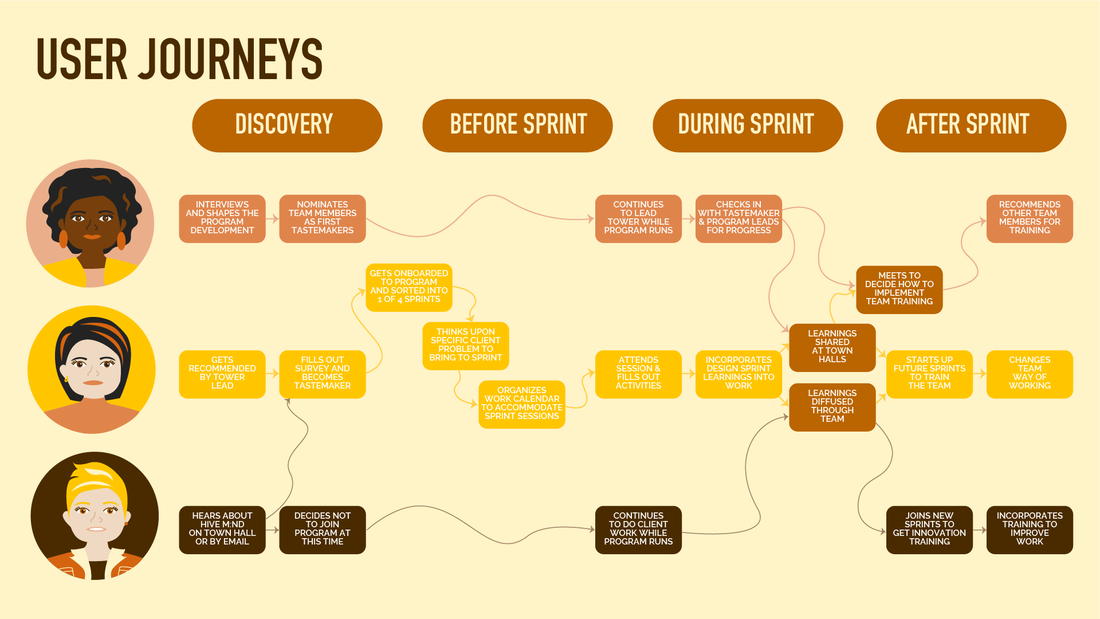 USER JOURNEYS
DISCOVERY
BEFORE SPRINT
DURING SPRINT
AFTER SPRINT
INTERVIEWS
AND SHAPES THE
PROGRAM
DEVELOPMENT
NOMINATES
TEAM MEMBERS
AS FIRST
TASTEMAKERS
CONTINUES
TO LEAD
TOWER WHILE
PROGRAM RUNS
CHECKS IN
WITH TASTEMAKER
& PROGRAM LEADS
FOR PROGRESS
RECOMMENDS
OTHER TEAM
MEMBERS FOR
TRAINING
GETS ONBOARDED
TO PROGRAM
AND SORTED INTO
1 OF 4 SPRINTS
MEETS TO
DECIDE HOW TO
IMPLEMENT
TEAM TRAINING
THINKS UPON
SPECIFIC CLIENT
PROBLEM TO
BRING TO SPRINT
LEARNINGS
SHARED
AT TOWN
HALLS
GETS
RECOMMENDED
BY TOWER
LEAD
FILLS OUT
SURVEY AND
BECOMES
TASTEMAKER
ORGANIZES
WORK CALENDAR
TO ACCOMMODATE
SPRINT SESSIONS
ATTENDS
SESSION &
FILLS OUT
ACTIVITIES
INCORPORATES
DESIGN SPRINT
LEARNINGS INTO
WORK
LEARNINGS
DIFFUSED
THROUGH
TEAM
STARTS UP
FUTURE SPRINTS
TO TRAIN
THE TEAM
CHANGES
TEAM
WAY OF
WORKING
HEARS ABOUT
HIVE M:ND
ON TOWN HALL
OR BY EMAIL
DECIDES NOT
TO JOIN
PROGRAM AT
THIS TIME
CONTINUES
TO DO CLIENT
WORK WHILE
PROGRAM RUNS
JOINS NEW
SPRINTS TO
GET INNOVATION
TRAINING
INCORPORATES
TRAINING TO
IMPROVE
WORK